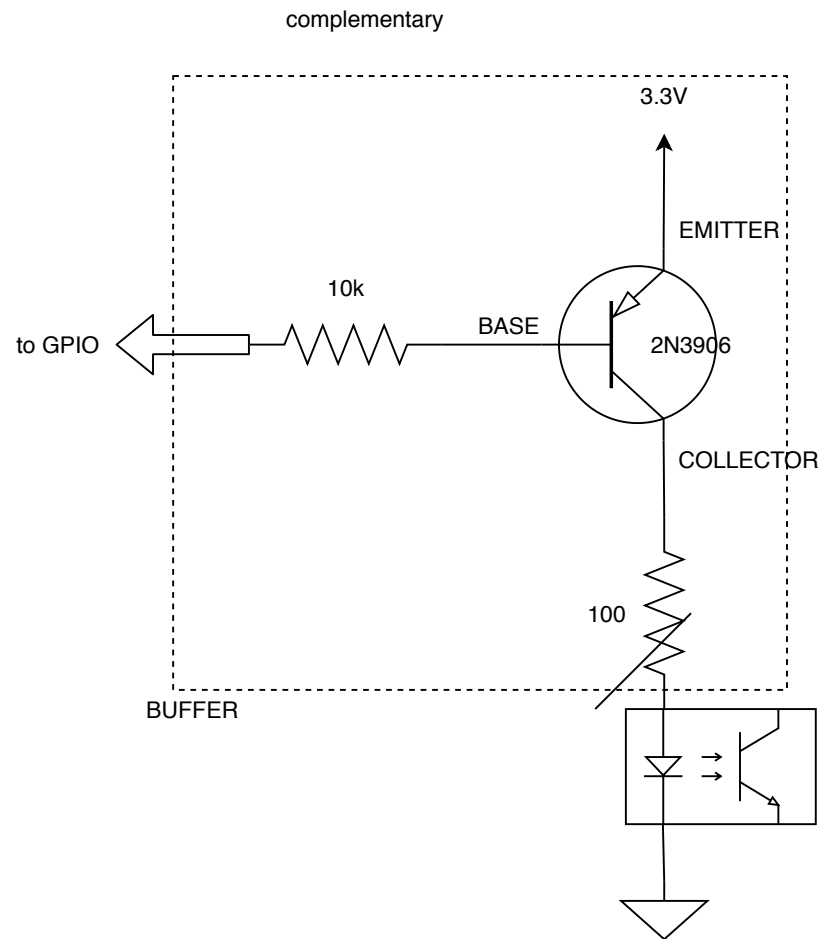 complementary
3.3V
EMITTER
10k
BASE
to GPIO
2N3906
COLLECTOR
100
BUFFER